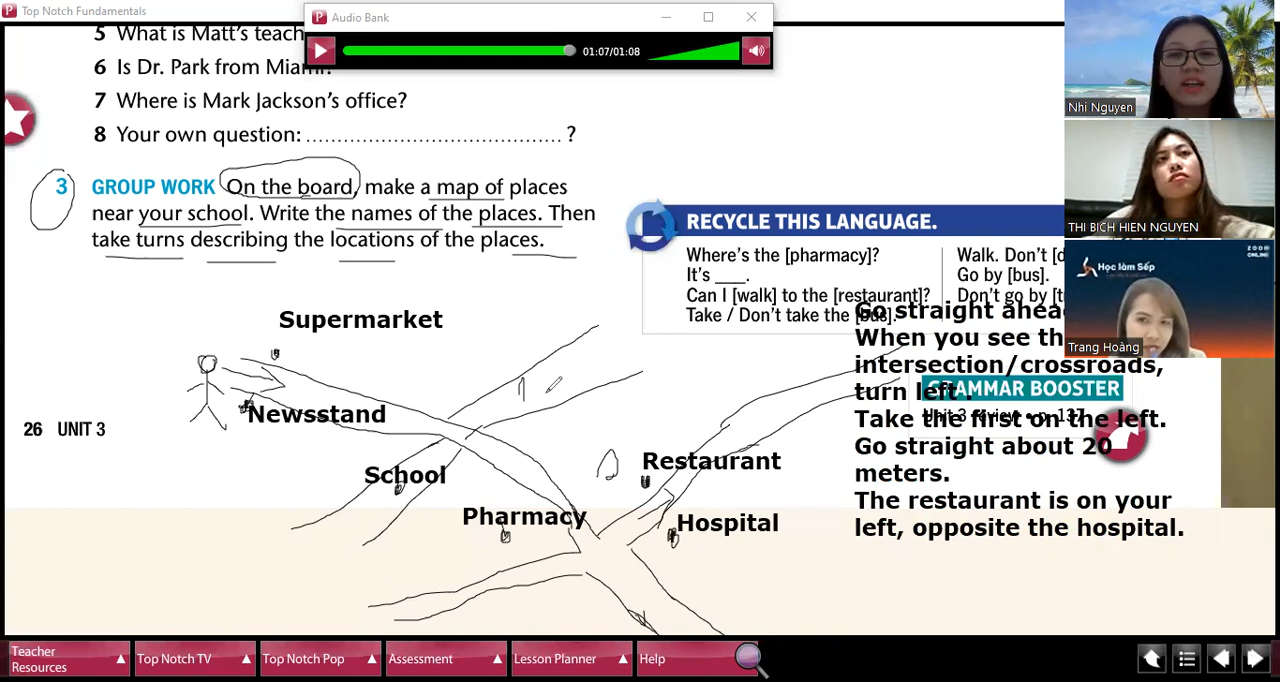 Top Notch Fundamentals
Audio Bank
01:07/01:08
5 What is Matt's teach
6 Is Dr. Park from Miami?
7 Where is Mark Jackson's office?
8 Your own question: ............................................. ?
3 GROUP WORK On the board, make a map of places
near your school. Write the names of the places. Then
take turns describing the locations of the places.
RECYCLE THIS LANGUAGE.
Where's the [pharmacy]?
It's ___.
Can I [walk] to the [restaurant]?
Take / Don't take the [bus].
Walk. Don't [d
Go by [bus].
Don't go by [t
Supermarket
Newsstand
School
Pharmacy
Restaurant
Hospital
Go straight ahead
When you see th
intersection/crossroads,
turn left .
Take the first on the left.
Go straight about 20
meters.
The restaurant is on your
left, opposite the hospital.
GRAMMAR BOOSTER
Unit 3 review • p. 137
26 UNIT 3
Nhi Nguyen
THI BICH HIEN NGUYEN
ZOOM
ONLINE
Học làm Sếp
Trang Hoàng
Teacher
Resources
Top Notch TV
Top Notch Pop
Assessment
Lesson Planner
Help